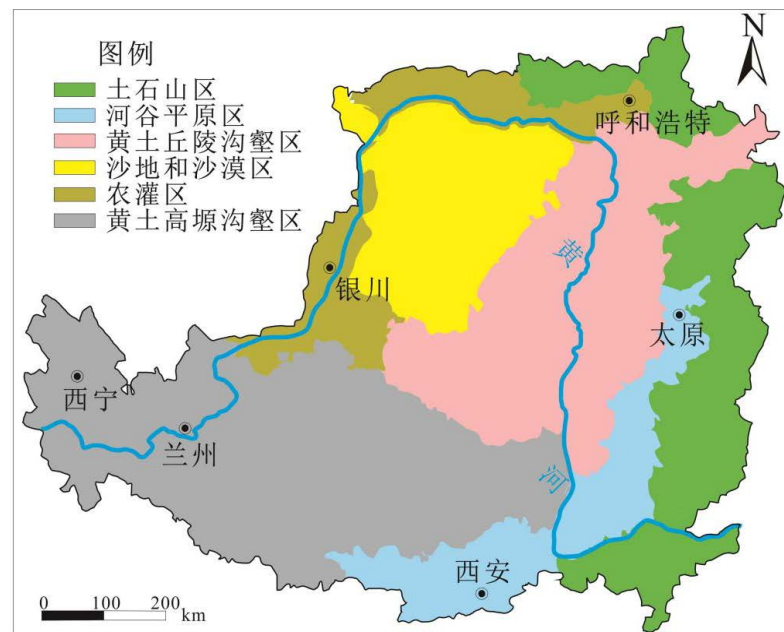 图例
土石山区
河谷平原区
黄土丘陵沟壑区
沙地和沙漠区
农灌区
黄土高塬沟壑区
N
呼和浩特
黄
银川
太原
西宁
兰州
河
西安
0 100 200
km